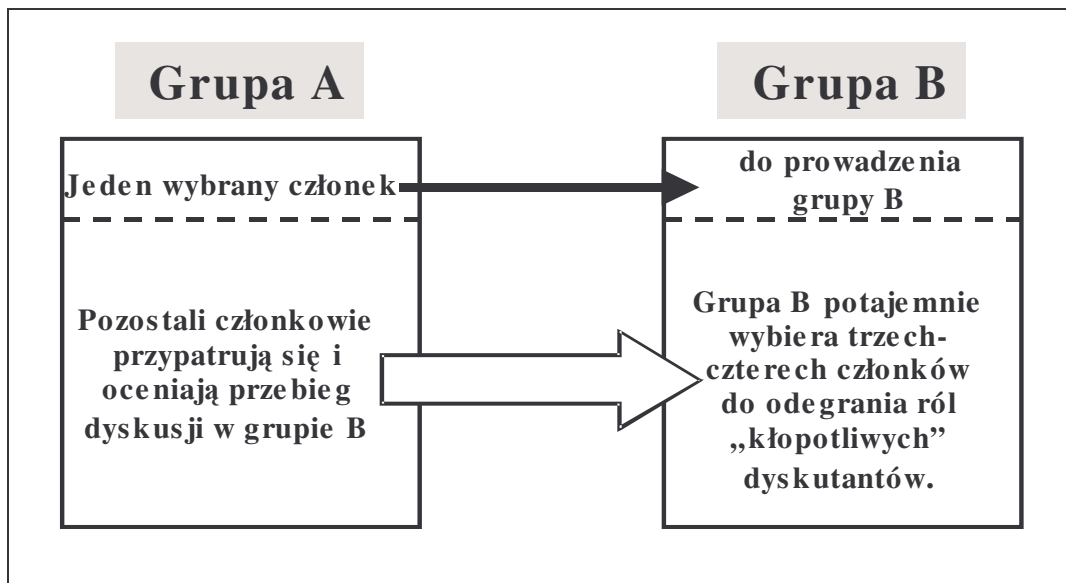 Grupa A
Grupa B
Jeden wybrany członek
do prowadzenia
grupy B
Pozostali członkowie
przypatrują się i
oceniają przebieg
dyskusji w grupie B
Grupa B potajemnie
wybiera trzech-
czterech członków
do odegrania ról
„kłopotliwych”
dyskutantów.